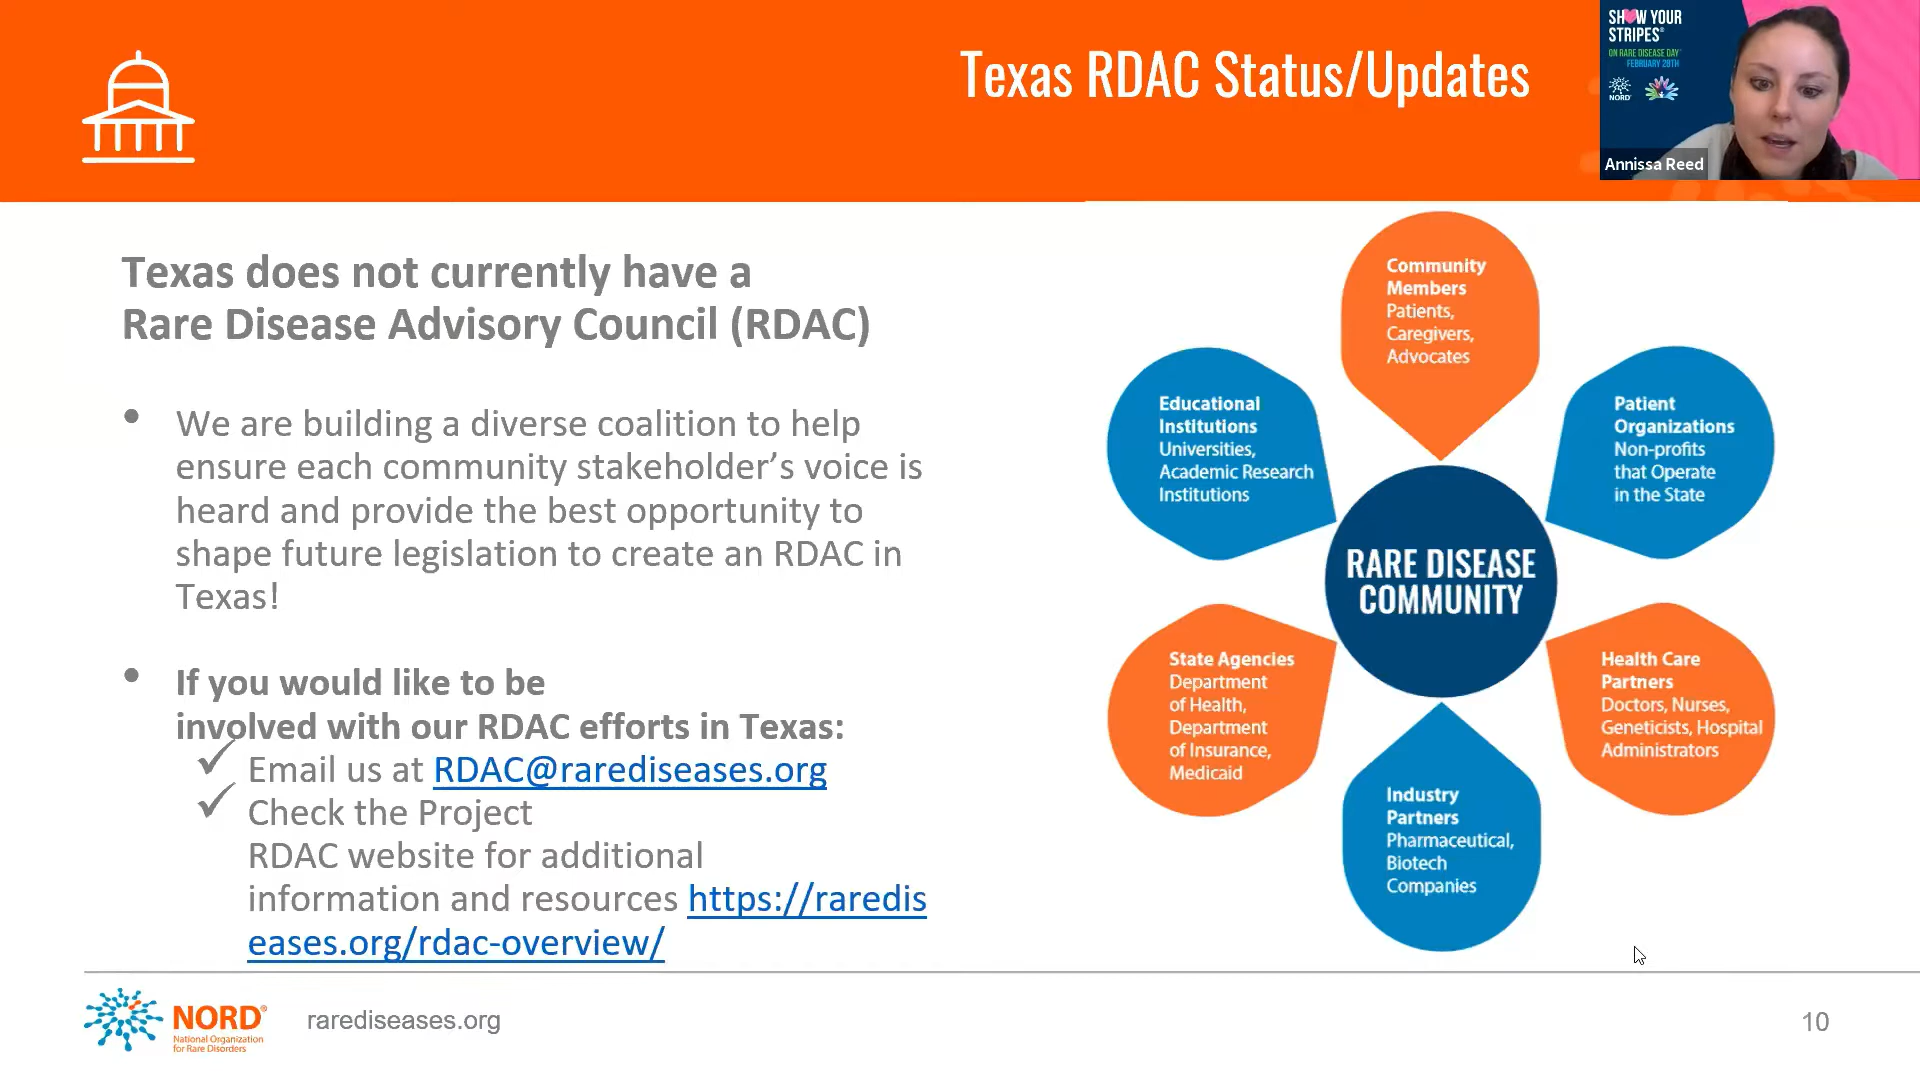 Texas RDAC Status/Updates
SHOW YOUR
STRIPES®
ON RARE DISEASE DAY
FEBRUARY 28TH
NORD
Annissa Reed
Texas does not currently have a
Rare Disease Advisory Council (RDAC)
• We are building a diverse coalition to help
ensure each community stakeholder's voice is
heard and provide the best opportunity to
shape future legislation to create an RDAC in
Texas!
• If you would like to be
involved with our RDAC efforts in Texas:
✓ Email us at RDAC@rarediseases.org
✓ Check the Project
RDAC website for additional
information and resources https://raredis
eases.org/rdac-overview/
Community
Members
Patients,
Caregivers,
Advocates
Educational
Institutions
Universities,
Academic Research
Institutions
Patient
Organizations
Non-profits
that Operate
in the State
RARE DISEASE
COMMUNITY
State Agencies
Department
of Health,
Department
of Insurance,
Medicaid
Health Care
Partners
Doctors, Nurses,
Geneticists, Hospital
Administrators
Industry
Partners
Pharmaceutical,
Biotech
Companies
NORD®
National Organization
for Rare Disorders
rarediseases.org
10